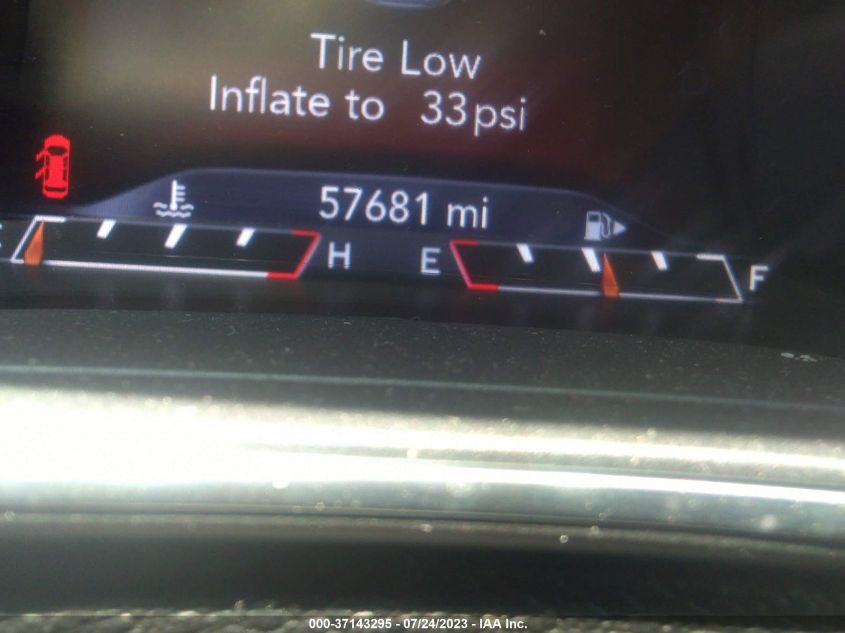 Tire Low
Inflate to 33psi
57681 mi
H E F
000-37143295 - 07/24/2023 - IAA Inc.